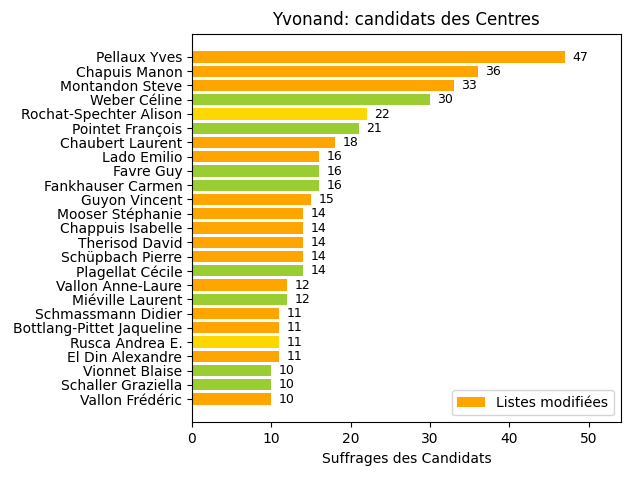 Yvonand: candidats des Centres
Pellaux Yves 47
Chapuis Manon 36
Montandon Steve 33
Weber Céline 30
Rochat-Spechter Alison 22
Pointet François 21
Chaubert Laurent 18
Lado Emilio 16
Favre Guy 16
Fankhauser Carmen 16
Guyon Vincent 15
Mooser Stéphanie 14
Chappuis Isabelle 14
Therisod David 14
Schüpbach Pierre 14
Plagellat Cécile 14
Vallon Anne-Laure 12
Miéville Laurent 12
Schmassmann Didier 11
Bottlang-Pittet Jaqueline 11
Rusca Andrea E. 11
El Din Alexandre 11
Vionnet Blaise 10
Schaller Graziella 10
Vallon Frédéric 10
Listes modifiées
0 10 20 30 40 50
Suffrages des Candidats